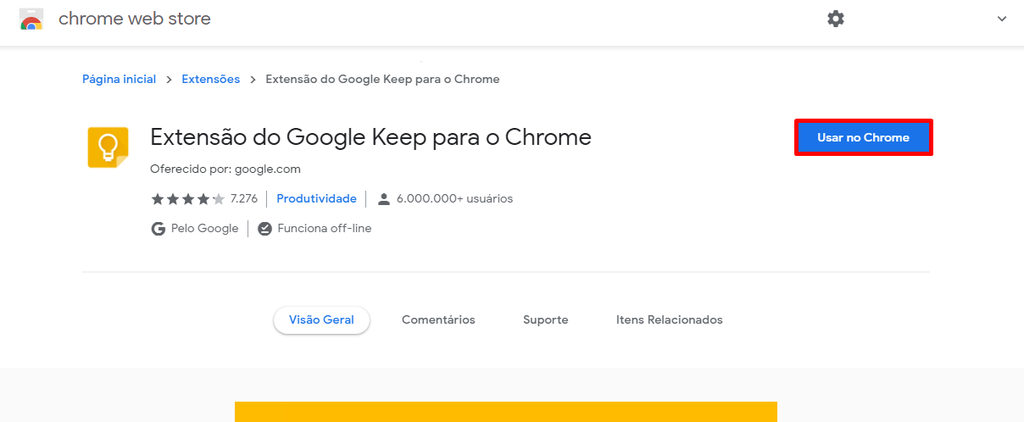 chrome web store
Página inicial > Extensões > Extensão do Google Keep para o Chrome
Extensão do Google Keep para o Chrome
Usar no Chrome
Oferecido por: google.com
7.276 | Produtividade | 6.000.000+ usuários
Pelo Google | Funciona off-line
Visão Geral Comentários Suporte Itens Relacionados